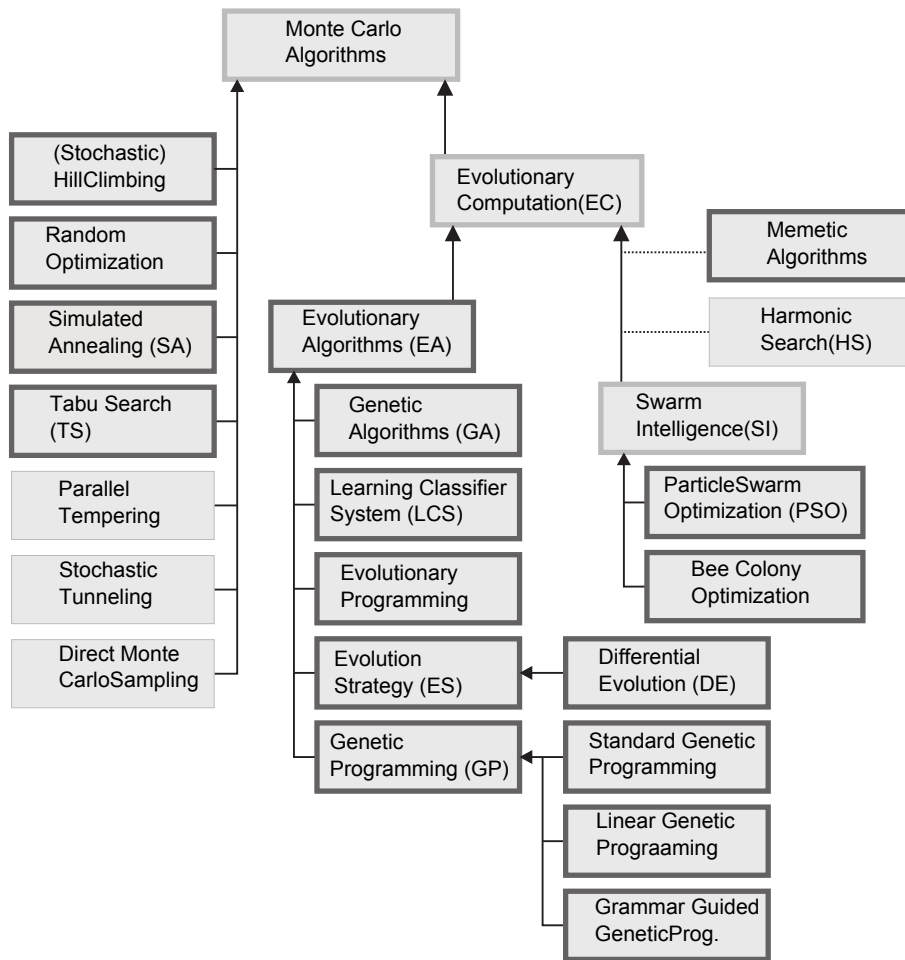 Monte Carlo
Algorithms
(Stochastic)
HillClimbing
Random
Optimization
Simulated
Annealing (SA)
Tabu Search
(TS)
Parallel
Tempering
Stochastic
Tunneling
Direct Monte
CarloSampling
Evolutionary
Computation(EC)
Evolutionary
Algorithms (EA)
Genetic
Algorithms (GA)
Learning Classifier
System (LCS)
Evolutionary
Programming
Evolution
Strategy (ES)
Differential
Evolution (DE)
Genetic
Programming (GP)
Standard Genetic
Programming
Linear Genetic
Prograaming
Grammar Guided
GeneticProg.
Memetic
Algorithms
Harmonic
Search(HS)
Swarm
Intelligence(SI)
ParticleSwarm
Optimization (PSO)
Bee Colony
Optimization